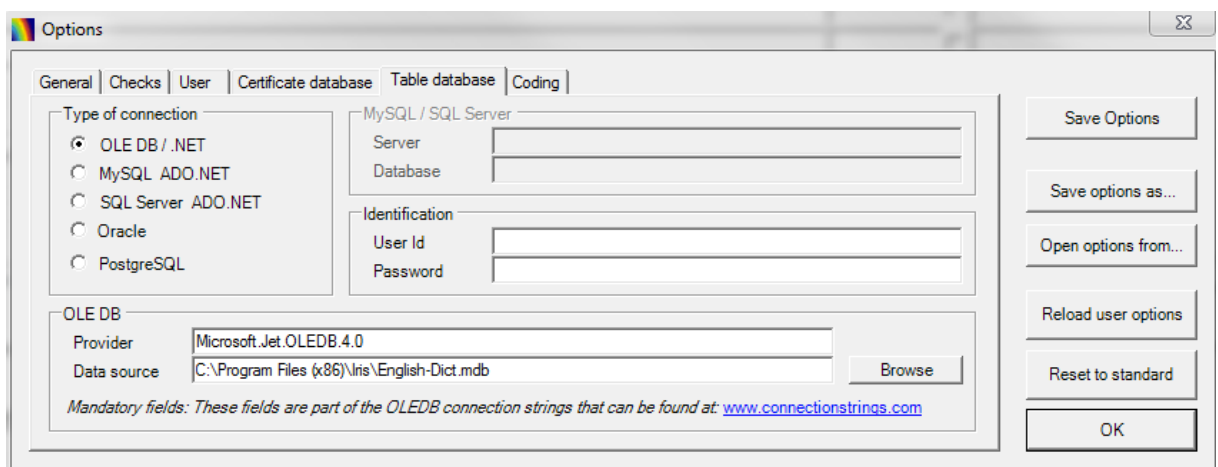 Options
General Checks User Certificate database Table database Coding
Type of connection
OLE DB / .NET
MySQL ADO.NET
SQL Server ADO.NET
Oracle
PostgreSQL
MySQL / SQL Server
Server
Database
Identification
User Id
Password
OLE DB
Provider Microsoft.Jet.OLEDB.4.0
Data source C:\Program Files (x86)\Iris\English-Dict.mdb Browse
Mandatory fields: These fields are part of the OLEDB connection strings that can be found at: www.connectionstrings.com
Save Options
Save options as...
Open options from...
Reload user options
Reset to standard
OK